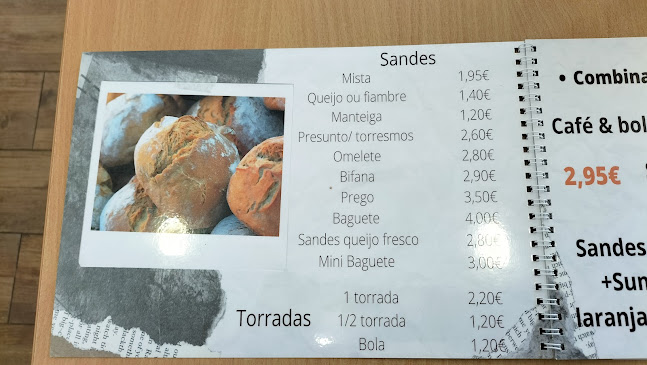 Sandes
Mista 1,95€
Queijo ou fiambre 1,40€
Manteiga 1,20€
Presunto/ torresmos 2,60€
Omelete 2,80€
Bifana 2,90€
Prego 3,50€
Baguete 4,00€
Sandes queijo fresco 2,80€
Mini Baguete 3,00€
Torradas
1 torrada 2,20€
1/2 torrada 1,20€
Bola 1,20€
• Combina
Café & bol
2,95€
Sandes
+Sun
laranja